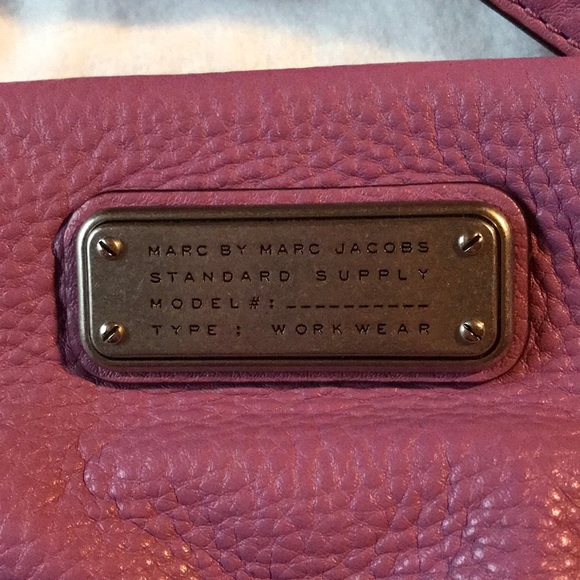 MARC BY MARC JACOBS
STANDARD SUPPLY
MODEL#: __________
TYPE: WORKWEAR